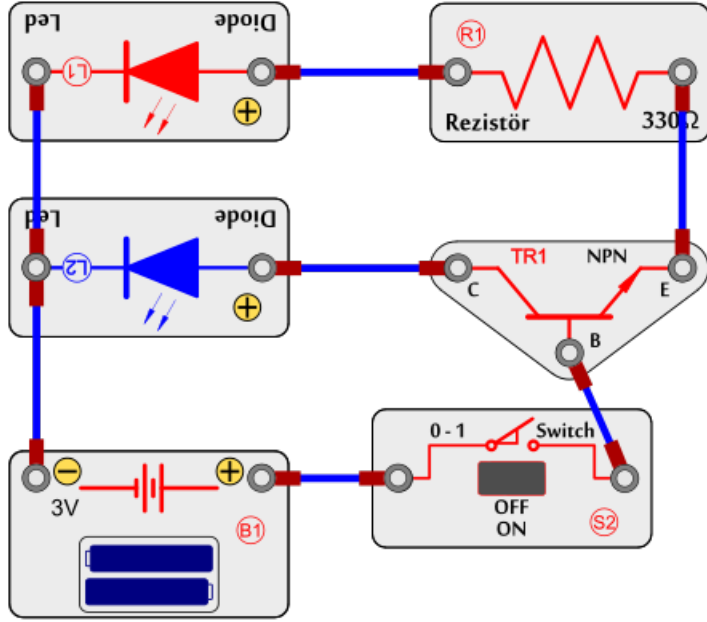 Led Diode
L1
+
R1
Rezistör 330Ω
Led Diode
L2
+
TR1 NPN
C E
B
0 - 1 Switch
OFF
ON
S2
− +
3V
B1